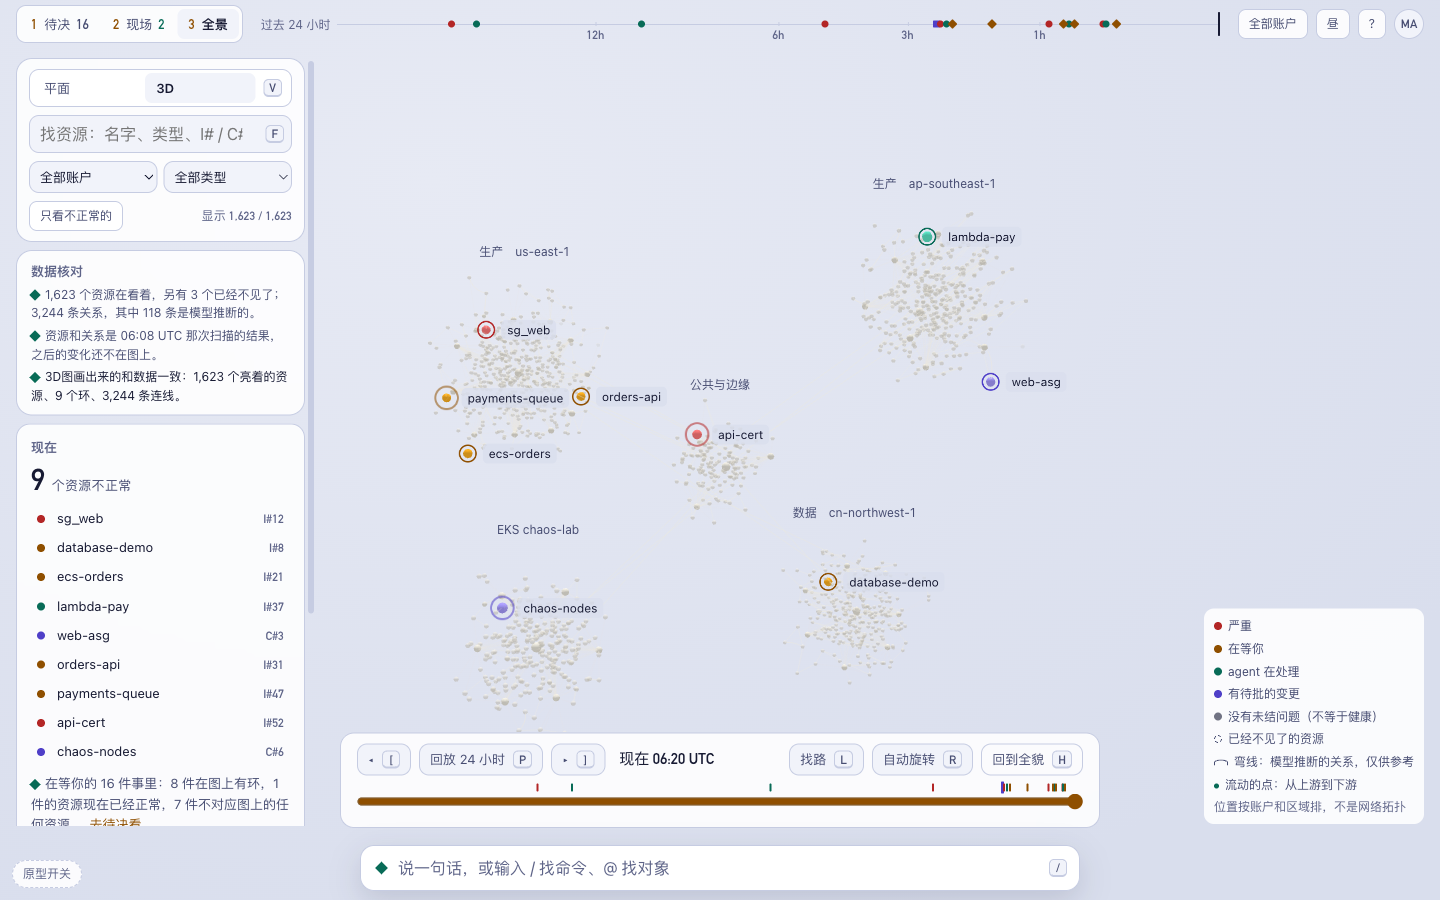 1 待决 16 2 现场 2 3 全景
过去 24 小时
12h 6h 3h 1h
全部账户 昼 ? MA
平面 3D V
找资源：名字、类型、I# / C#
F
全部账户 全部类型
只看不正常的 显示 1,623 / 1,623
数据核对
1,623 个资源在看着，另有 3 个已经不见了；
3,244 条关系，其中 118 条是模型推断的。
资源和关系是 06:08 UTC 那次扫描的结果，
之后的变化还不在图上。
3D图画出来的和数据一致：1,623 个亮着的资
源、9 个环、3,244 条连线。
现在
9 个资源不正常
sg_web I#12
database-demo I#8
ecs-orders I#21
lambda-pay I#37
web-asg C#3
orders-api I#31
payments-queue I#47
api-cert I#52
chaos-nodes C#6
在等你的 16 件事里：8 件在图上有环，1
件的资源现在已经正常，7 件不对应图上的任
何资源。 去待决看
原型开关
生产 ap-southeast-1
lambda-pay
生产 us-east-1
sg_web
web-asg
公共与边缘
payments-queue
orders-api
api-cert
ecs-orders
数据 cn-northwest-1
EKS chaos-lab
database-demo
chaos-nodes
严重
在等你
agent 在处理
有待批的变更
没有未结问题（不等于健康）
已经不见了的资源
弯线：模型推断的关系，仅供参考
流动的点：从上游到下游
位置按账户和区域排，不是网络拓扑
[ 回放 24 小时 P ] 现在 06:20 UTC 找路 L 自动旋转 R 回到全貌 H
说一句话，或输入 / 找命令、@ 找对象 /